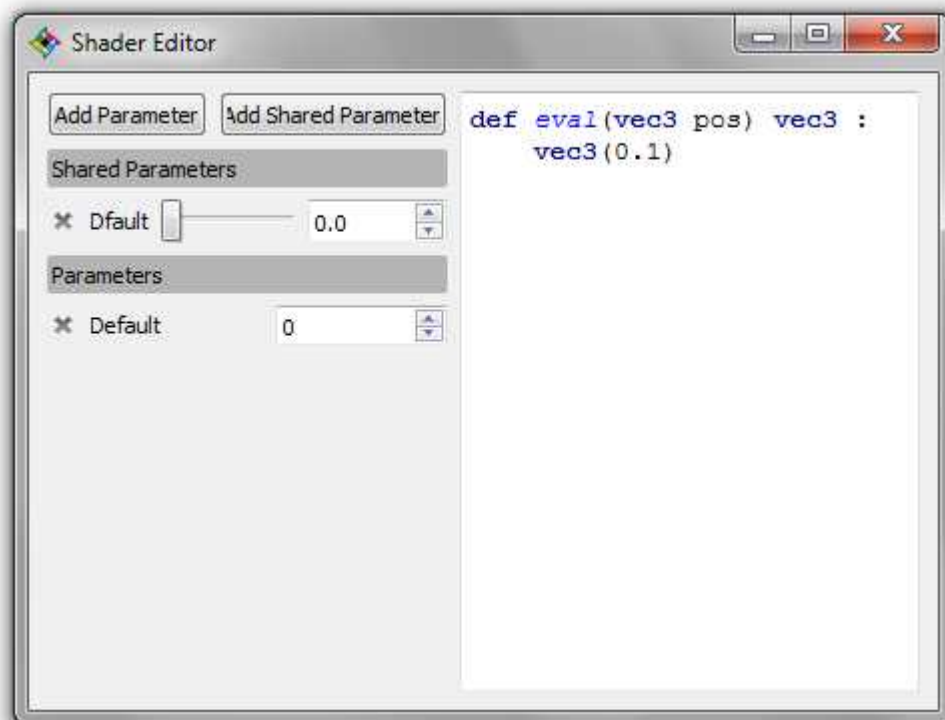 Shader Editor
Add Parameter Add Shared Parameter
Shared Parameters
Dfault 0.0
Parameters
Default 0
def eval(vec3 pos) vec3 :
    vec3(0.1)